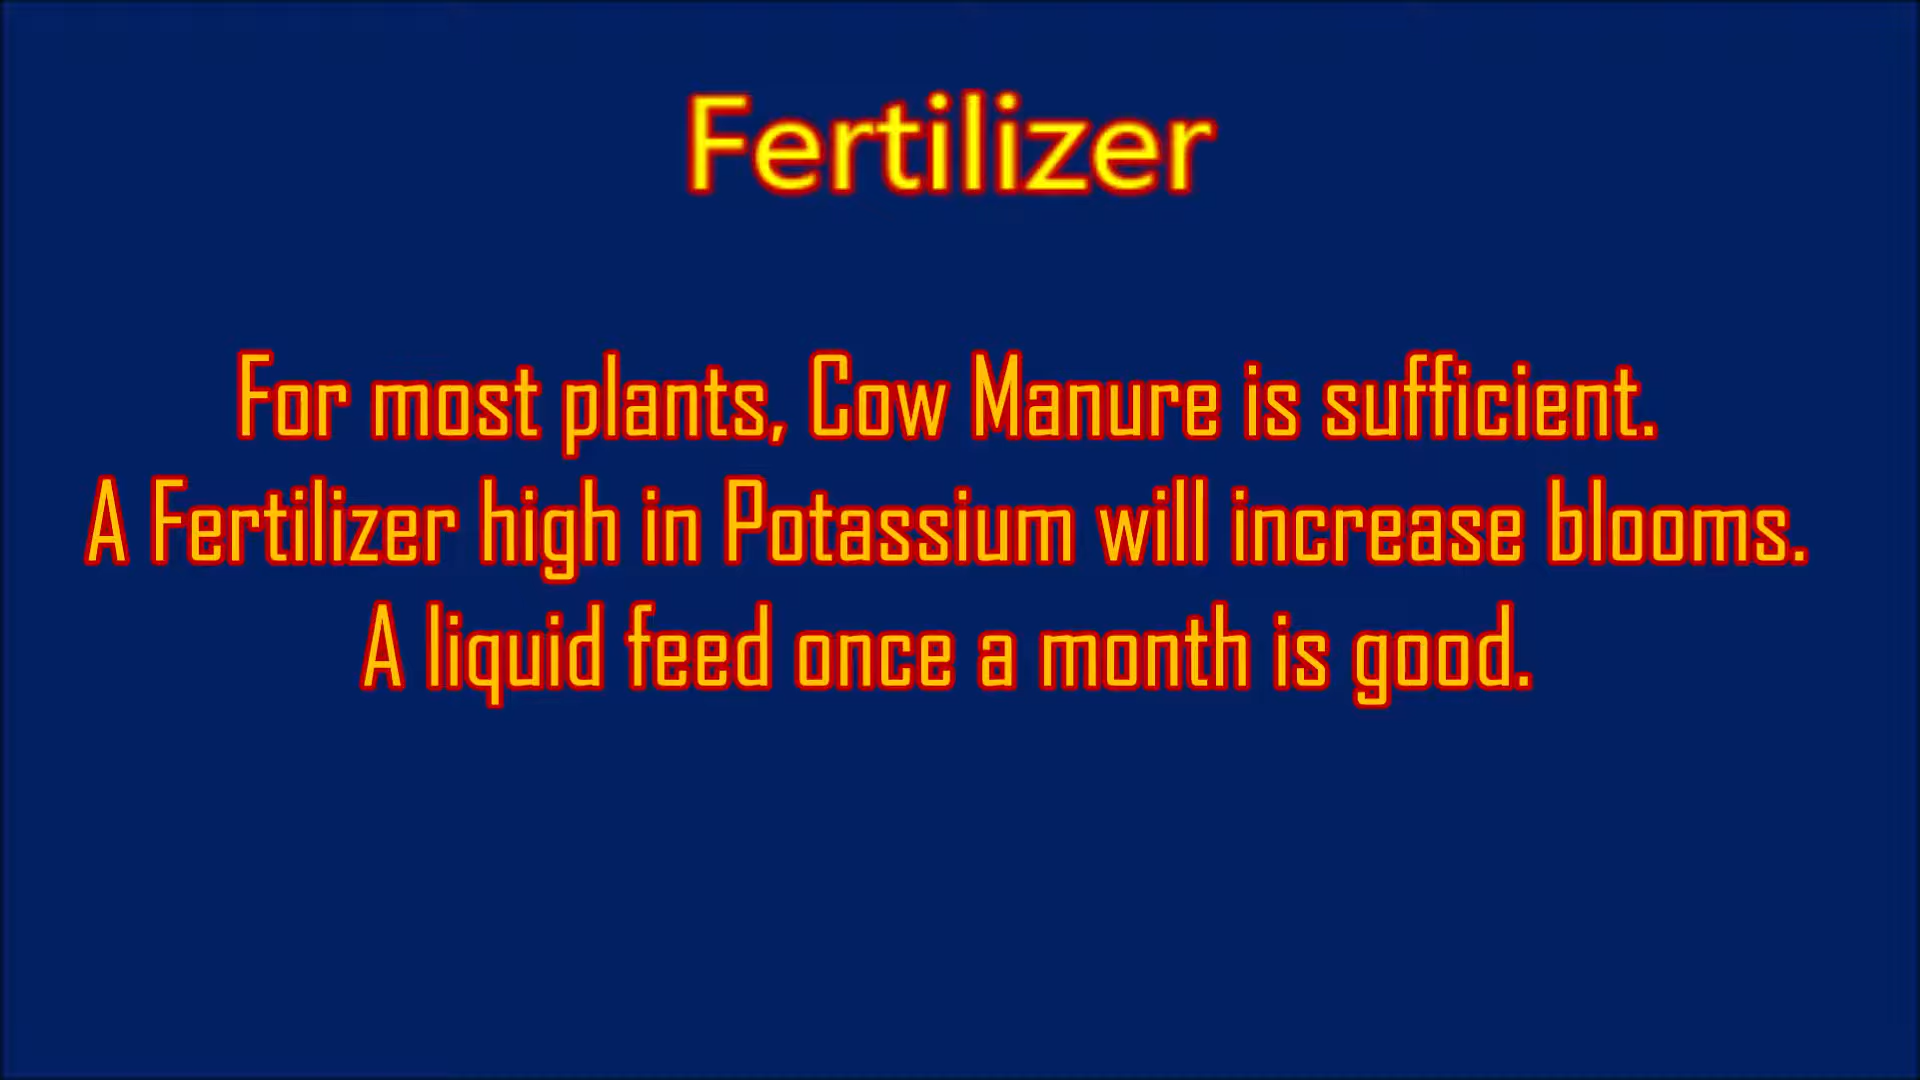 Fertilizer
For most plants, Cow Manure is sufficient.
A Fertilizer high in Potassium will increase blooms.
A liquid feed once a month is good.